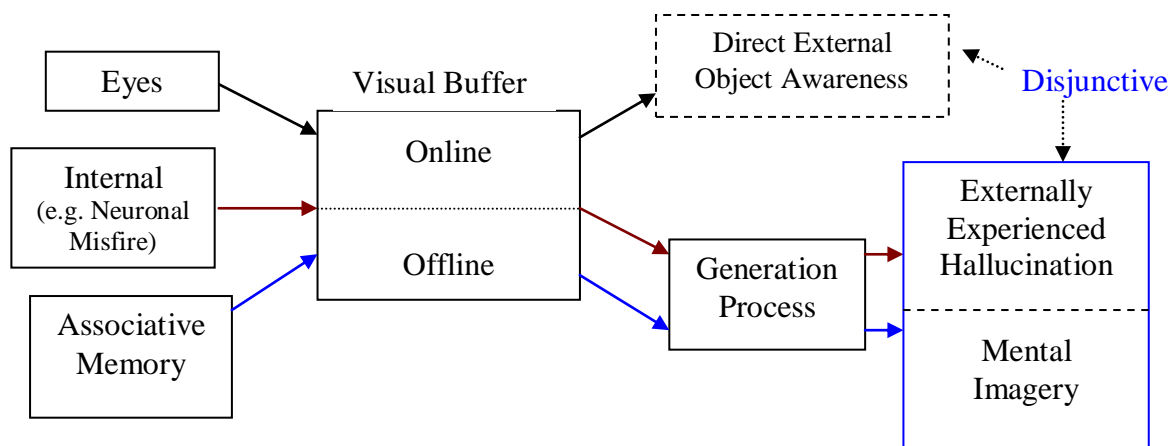 Eyes
Internal
(e.g. Neuronal
Misfire)
Associative
Memory
Visual Buffer
Online
Offline
Direct External
Object Awareness
Disjunctive
Generation
Process
Externally
Experienced
Hallucination
Mental
Imagery